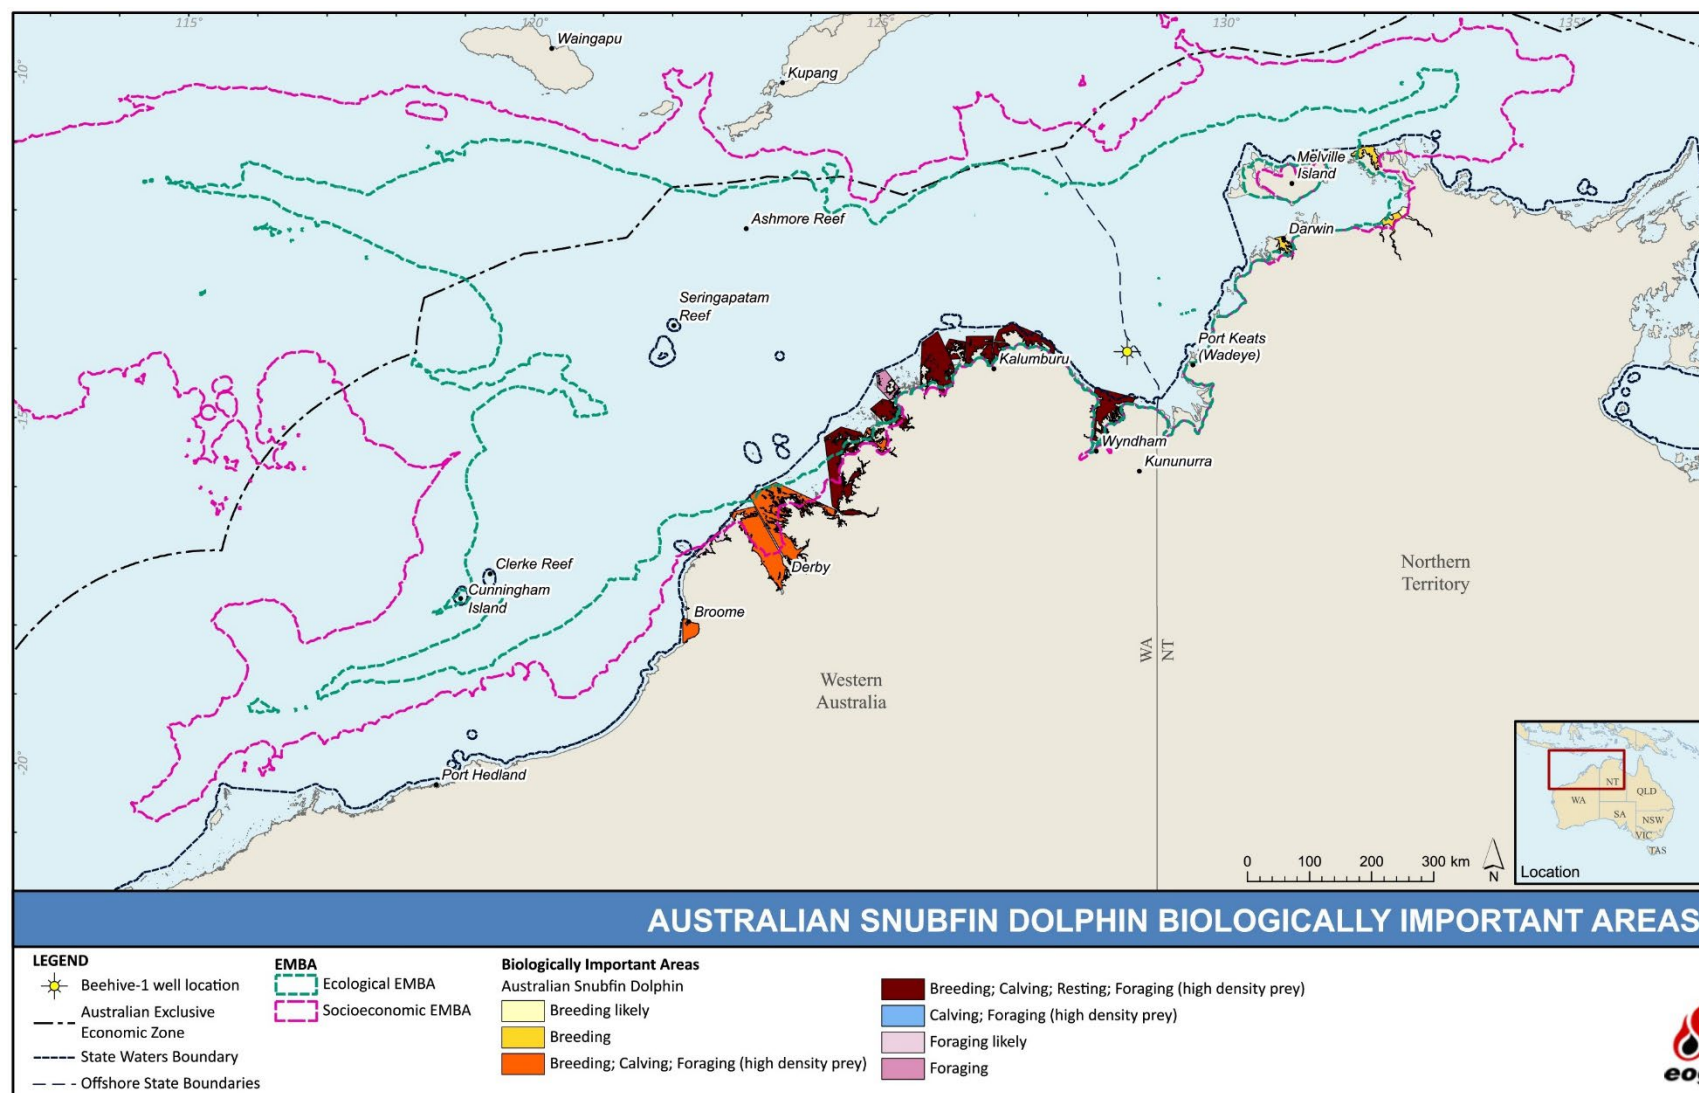 115°
120°
125°
130°
135°
-10°
-15°
-20°
Waingapu
Kupang
Ashmore Reef
Seringapatam
Reef
Melville
Island
Darwin
Port Keats
(Wadeye)
Kalumburu
Wyndham
Kununurra
Clerke Reef
Cunningham
Island
Derby
Broome
Port Hedland
Western
Australia
Northern
Territory
WA
NT
0 100 200 300 km
N
NT
WA
QLD
SA
NSW
VIC
TAS
Location
AUSTRALIAN SNUBFIN DOLPHIN BIOLOGICALLY IMPORTANT AREAS
LEGEND
Beehive-1 well location
Australian Exclusive
Economic Zone
State Waters Boundary
Offshore State Boundaries
EMBA
Ecological EMBA
Socioeconomic EMBA
Biologically Important Areas
Australian Snubfin Dolphin
Breeding likely
Breeding
Breeding; Calving; Foraging (high density prey)
Breeding; Calving; Resting; Foraging (high density prey)
Calving; Foraging (high density prey)
Foraging likely
Foraging